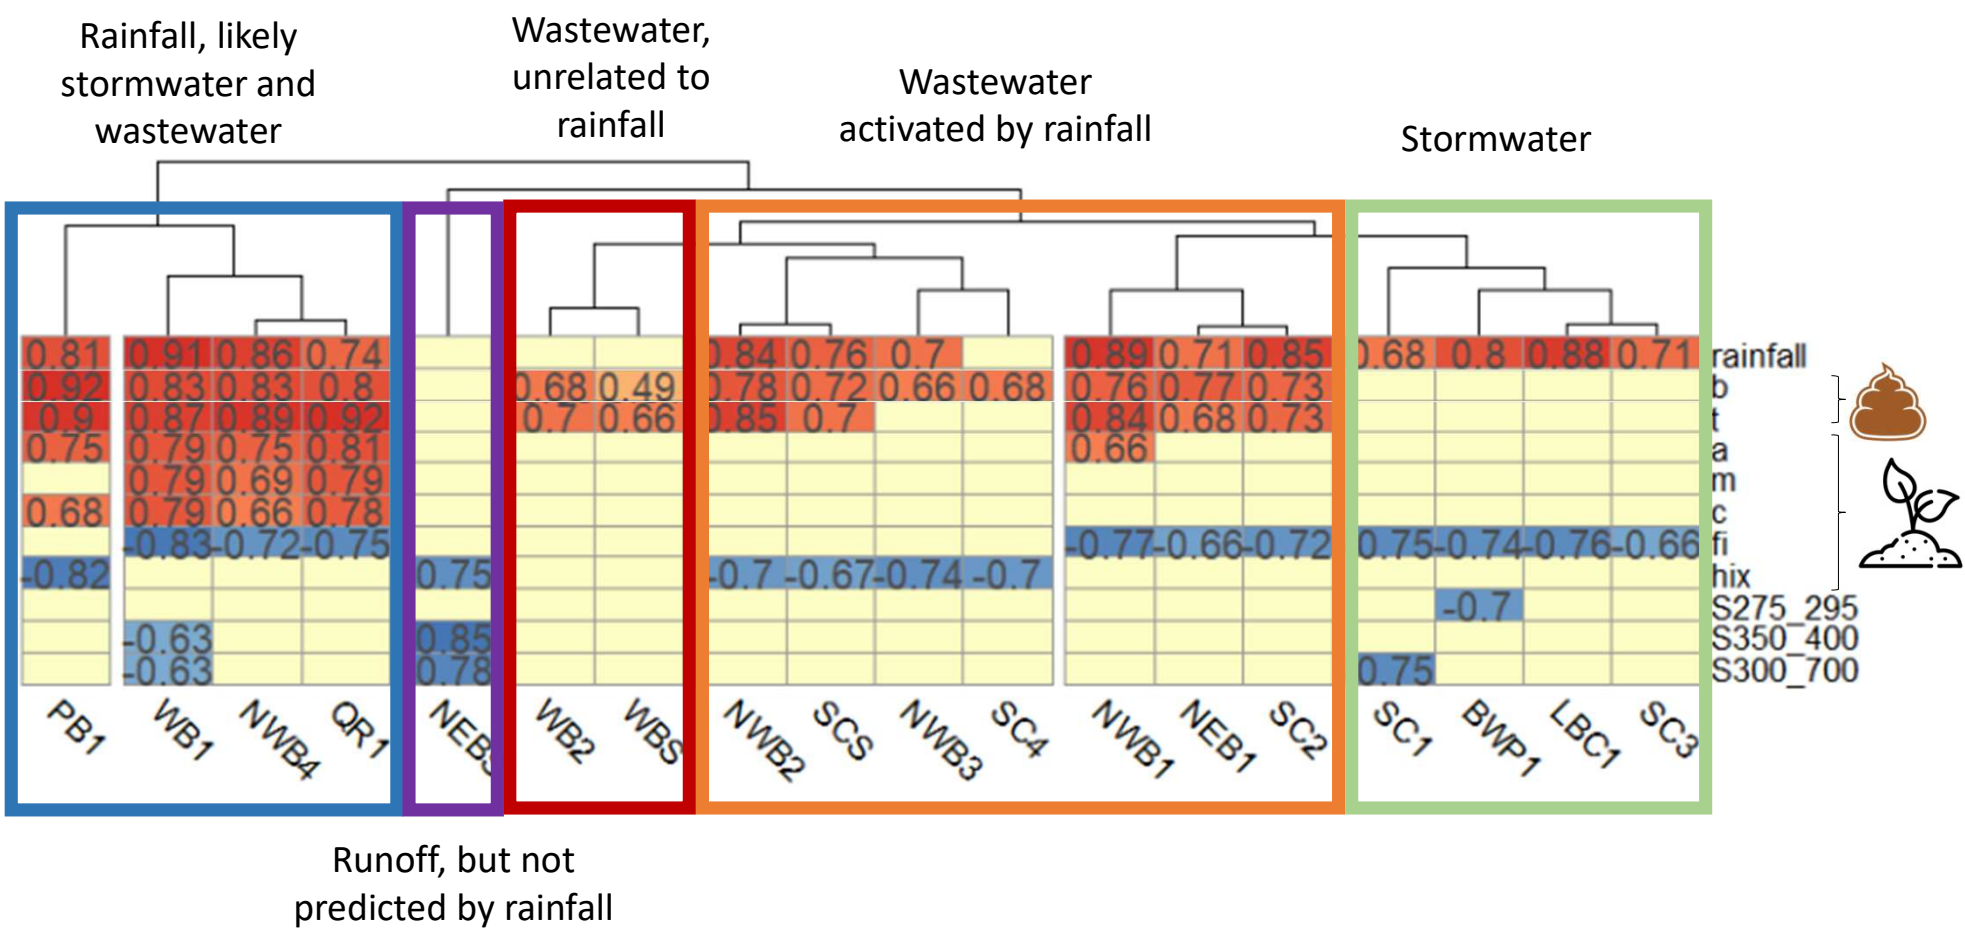 Rainfall, likely
stormwater and
wastewater
Wastewater,
unrelated to
rainfall
Wastewater
activated by rainfall
Stormwater
0.81 0.91 0.86 0.74 0.84 0.76 0.7 0.89 0.71 0.85 0.68 0.8 0.88 0.71 rainfall
0.92 0.83 0.83 0.8 0.68 0.49 0.78 0.72 0.66 0.68 0.76 0.77 0.73 b
0.9 0.87 0.89 0.92 0.7 0.66 0.85 0.7 0.84 0.68 0.73 t
0.75 0.79 0.75 0.81 0.66 a
0.79 0.69 0.79 m
0.68 0.79 0.66 0.78 c
-0.83 -0.72 -0.75 -0.77 -0.66 -0.72 0.75 -0.74 -0.76 -0.66 fi
-0.82 0.75 -0.7 -0.67 -0.74 -0.7 hix
-0.7 S275_295
-0.63 0.85 S350_400
-0.63 0.78 0.75 S300_700
PB1 WB1 NWB4 QR1 NEBS WB2 WBS NWB2 SCS NWB3 SC4 NWB1 NEB1 SC2 SC1 BWP1 LBC1 SC3
Runoff, but not
predicted by rainfall